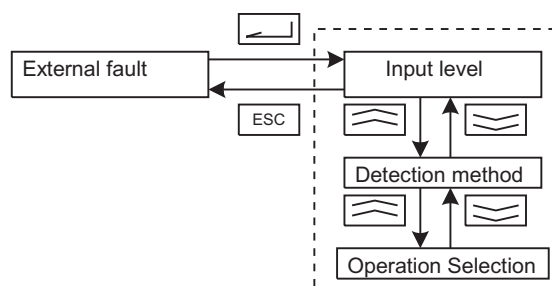 External fault
Input level
ESC
Detection method
Operation Selection